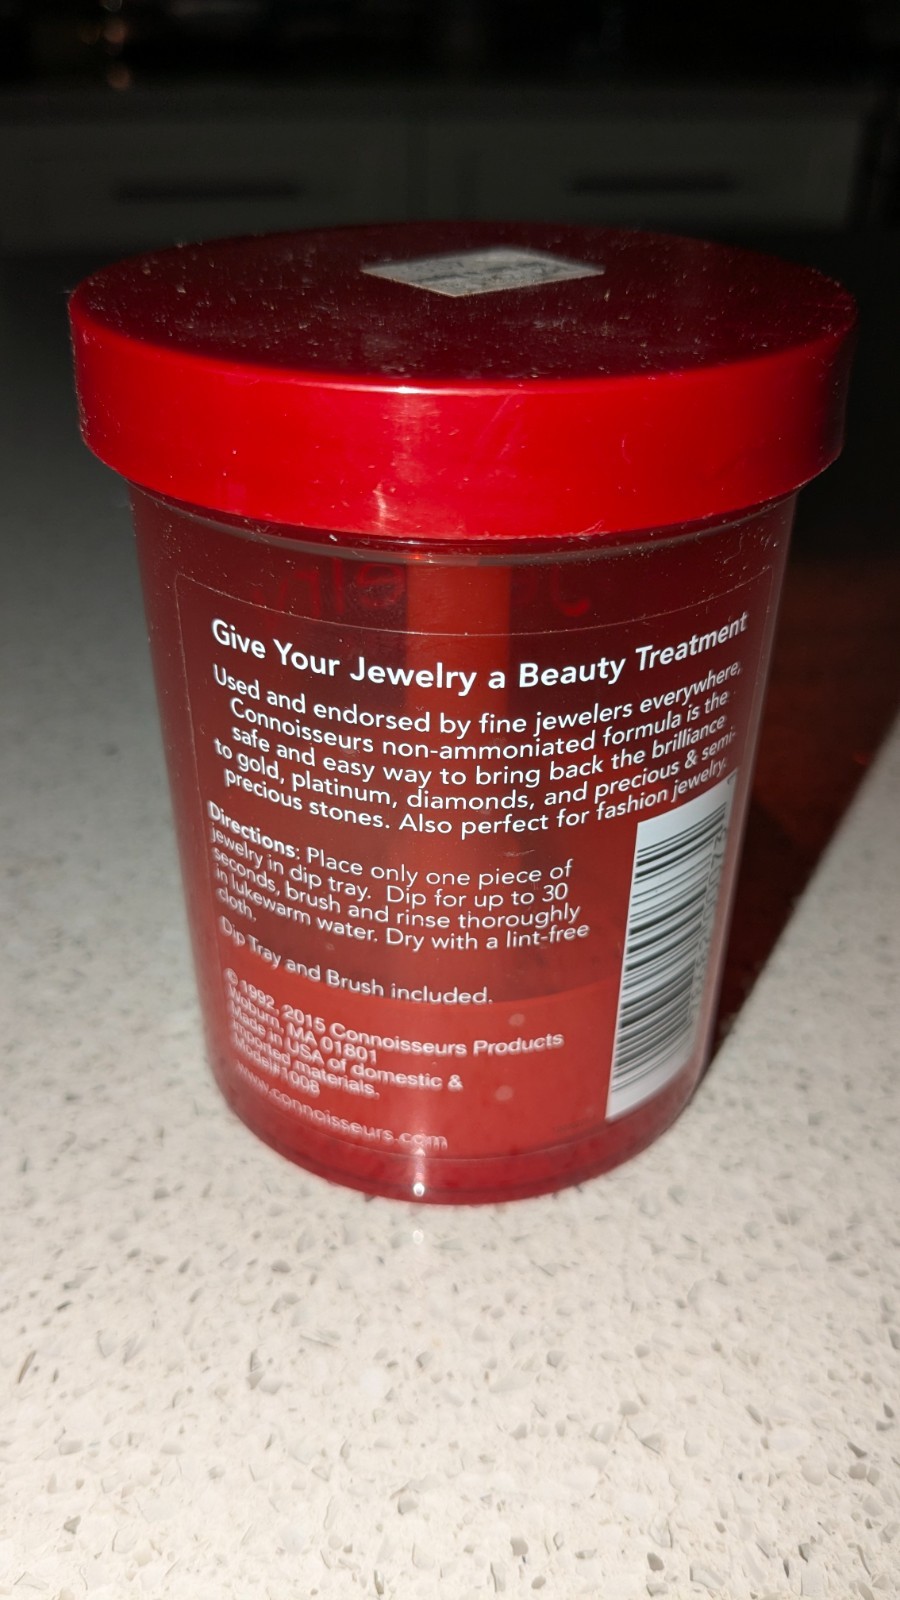 Give Your Jewelry a Beauty Treatment
Used and endorsed by fine jewelers everywhere,
Connoisseurs non-ammoniated formula is the
safe and easy way to bring back the brilliance
to gold, platinum, diamonds, and precious & semi-
precious stones. Also perfect for fashion jewelry.
Directions: Place only one piece of
jewelry in dip tray. Dip for up to 30
seconds, brush and rinse thoroughly
in lukewarm water. Dry with a lint-free
cloth.
Dip Tray and Brush included.
© 1992, 2015 Connoisseurs Products
Woburn, MA 01801
Made in USA of domestic &
imported materials.
Model#1008
www.connoisseurs.com